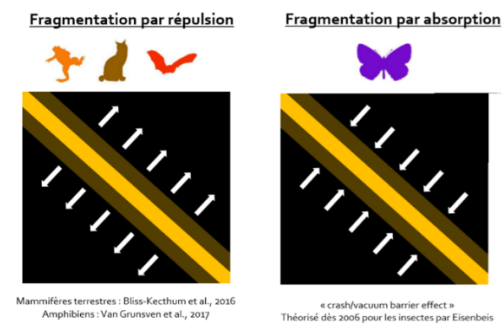 Fragmentation par répulsion
Fragmentation par absorption
Mammifères terrestres : Bliss-Kecthum et al., 2016
Amphibiens : Van Grunsven et al., 2017
« crash/vacuum barrier effect »
Théorisé dès 2006 pour les insectes par Eisenbeis